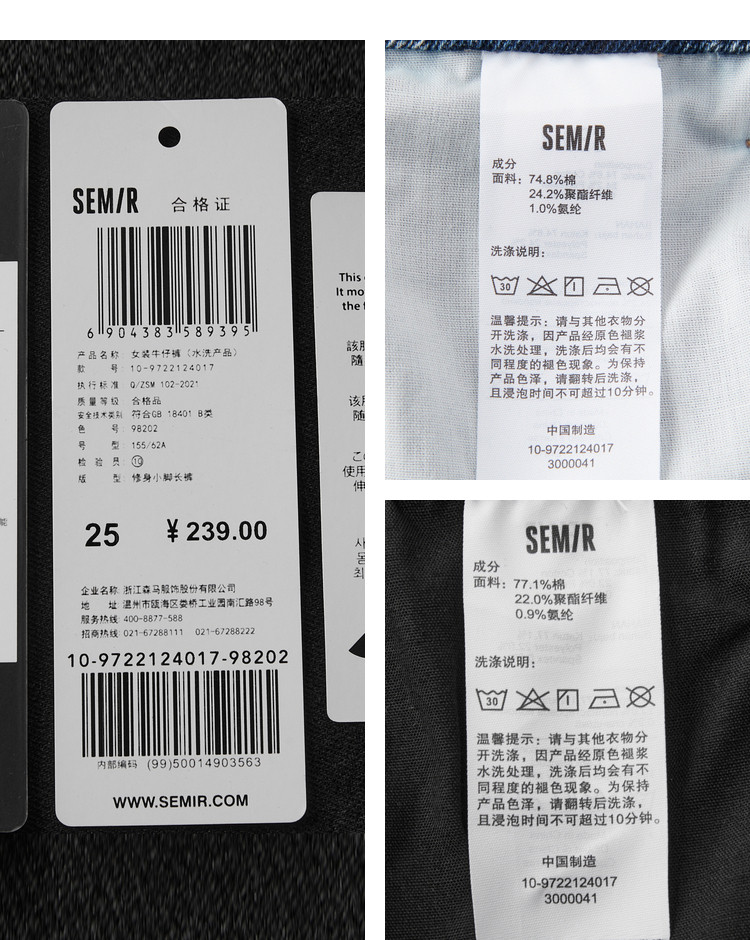 SEM/R 合格证
6 904383 589395
产品名称 女装牛仔裤（水洗产品）
款号 10-9722124017
执行标准 Q/ZSM 102-2021
质量等级 合格品
安全技术类别 符合GB 18401 B类
色号 98202
号型 155/62A
检验员 10
版型 修身小脚长裤
25 ¥ 239.00
企业名称: 浙江森马服饰股份有限公司
地址: 温州市瓯海区娄桥工业园南汇路98号
服务热线: 400-8877-588
招商热线: 021-67288111 021-67288222
10-9722124017-98202
内部编码 (99)50014903563
WWW.SEMIR.COM
This
It mo
the
該
隨
该
随
使用
伸
能
SEM/R
成分
面料: 74.8%棉
24.2%聚酯纤维
1.0%氨纶
洗涤说明:
30
温馨提示: 请与其他衣物分
开洗涤, 因产品经原色褪浆
水洗处理, 洗涤后均会有不
同程度的褪色现象。为保持
产品色泽, 请翻转后洗涤,
且浸泡时间不可超过10分钟。
中国制造
10-9722124017
3000041
SEM/R
成分
面料: 77.1%棉
22.0%聚酯纤维
0.9%氨纶
洗涤说明:
30
温馨提示: 请与其他衣物分
开洗涤, 因产品经原色褪浆
水洗处理, 洗涤后均会有不
同程度的褪色现象。为保持
产品色泽, 请翻转后洗涤,
且浸泡时间不可超过10分钟。
中国制造
10-9722124017
3000041